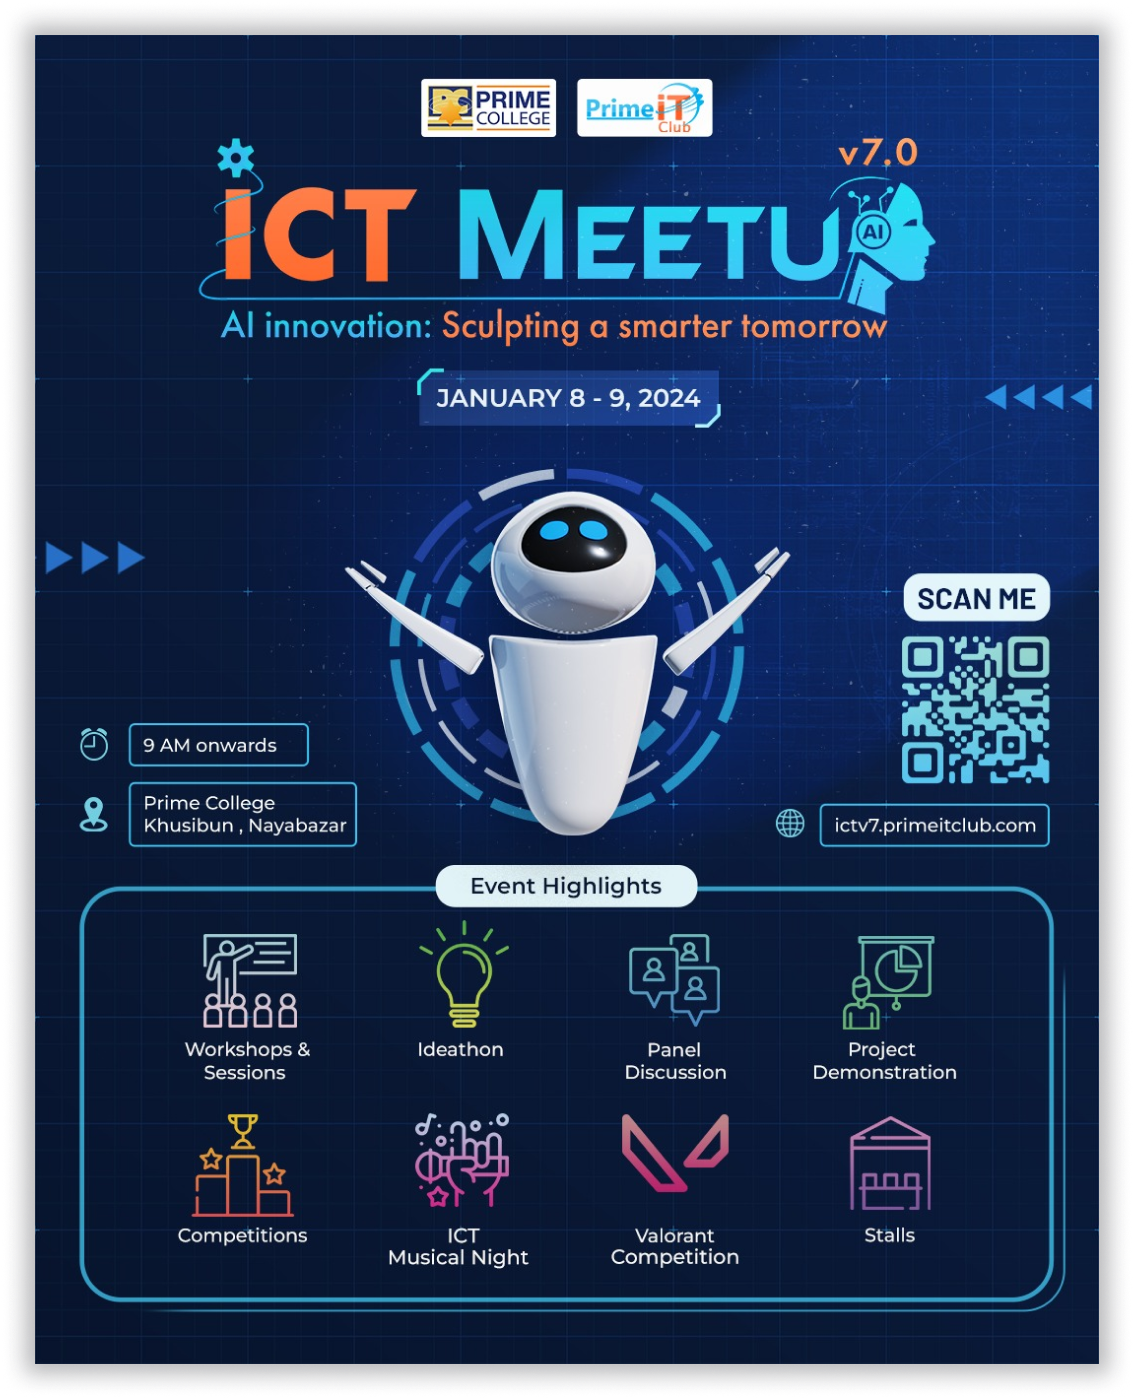 PRIME
COLLEGE
Prime iT
Club
v7.0
iCT MEETU
AI
AI innovation: Sculpting a smarter tomorrow
JANUARY 8 - 9, 2024
SCAN ME
9 AM onwards
Prime College
Khusibun , Nayabazar
ictv7.primeitclub.com
Event Highlights
Workshops &
Sessions
Ideathon
Panel
Discussion
Project
Demonstration
Competitions
ICT
Musical Night
Valorant
Competition
Stalls